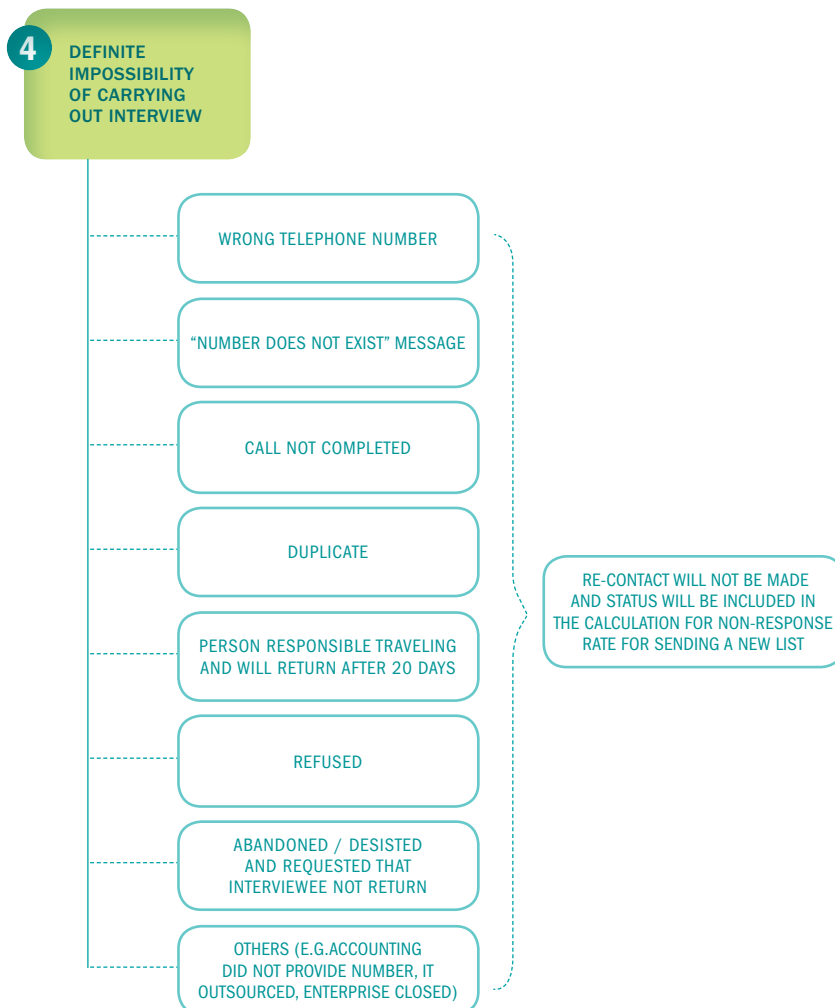 4
DEFINITE
IMPOSSIBILITY
OF CARRYING
OUT INTERVIEW
WRONG TELEPHONE NUMBER
“NUMBER DOES NOT EXIST” MESSAGE
CALL NOT COMPLETED
DUPLICATE
PERSON RESPONSIBLE TRAVELING
AND WILL RETURN AFTER 20 DAYS
REFUSED
ABANDONED / DESISTED
AND REQUESTED THAT
INTERVIEWEE NOT RETURN
OTHERS (E.G.ACCOUNTING
DID NOT PROVIDE NUMBER, IT
OUTSOURCED, ENTERPRISE CLOSED)
RE-CONTACT WILL NOT BE MADE
AND STATUS WILL BE INCLUDED IN
THE CALCULATION FOR NON-RESPONSE
RATE FOR SENDING A NEW LIST